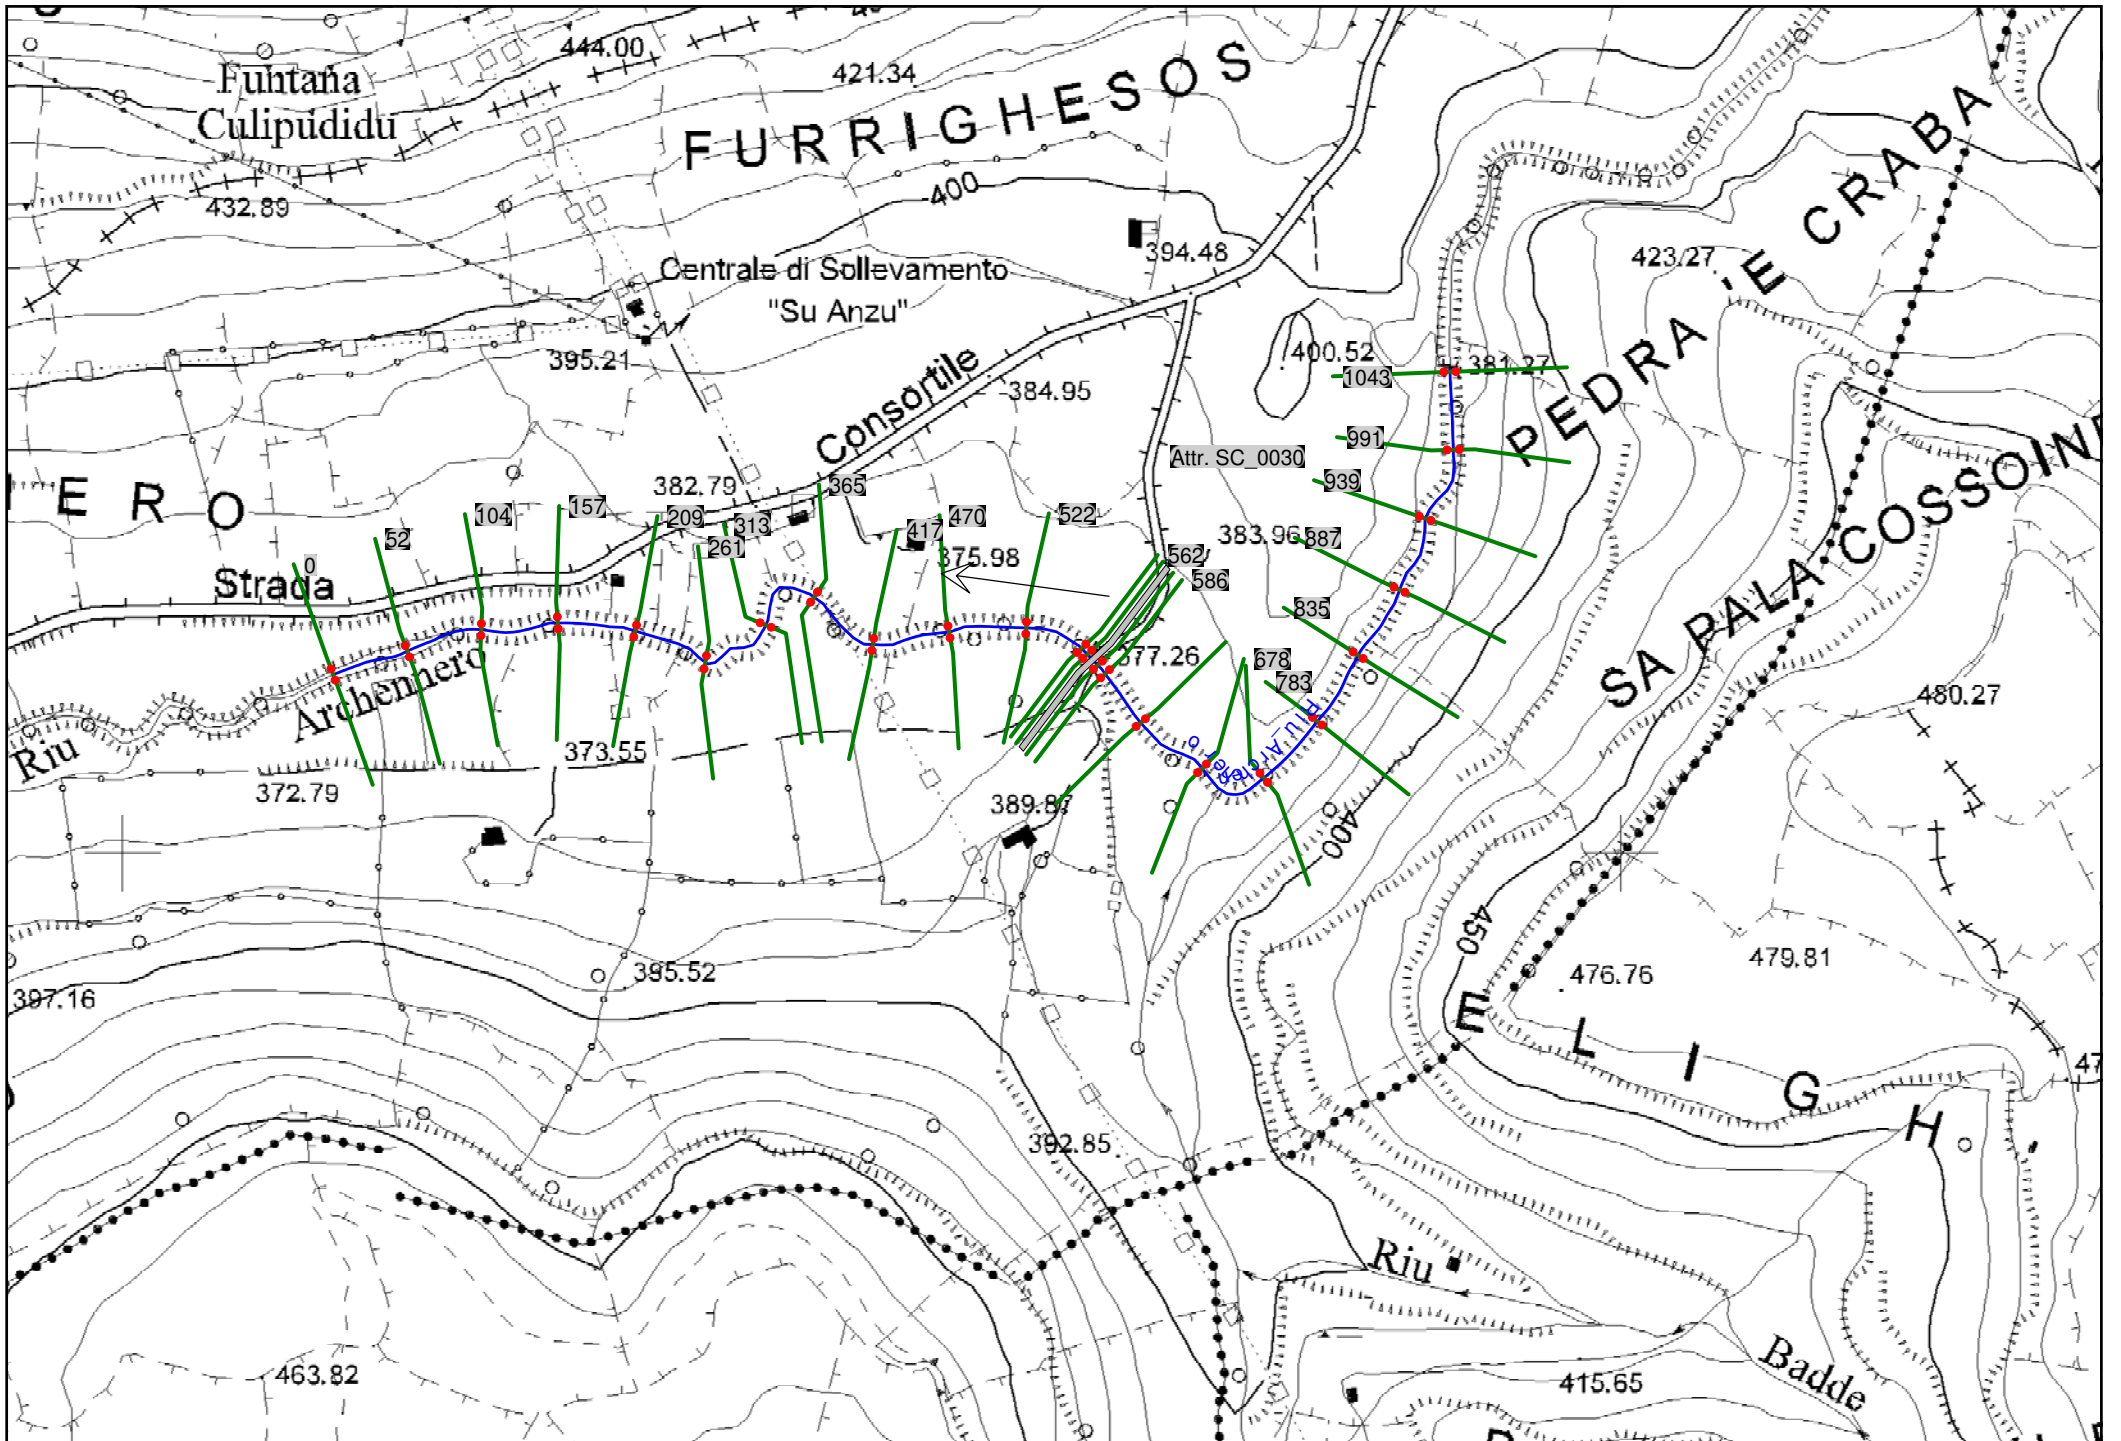 444.00
421.34
Funtana
Culipúdidu
FURRIGHESOS
432.89
400
394.48
PEDRA 'E CRABA
423.27
Centrale di Sollevamento
"Su Anzu"
395.21
400.52
381.27
1043
384.95
Consortile
991
Attr. SC_0030
939
IERO
382.79
365
104
157
209
313
261
417
470
522
52
0
375.98
383.96
887
562
586
835
Strada
SA PALA COSSOINE
377.26
678
783
480.27
Archennero
Riu
373.55
372.79
389.87
Riu_Archennero
400
450
479.81
476.76
395.52
397.16
ELIGH
47
392.85
Riu
Badde
463.82
415.65